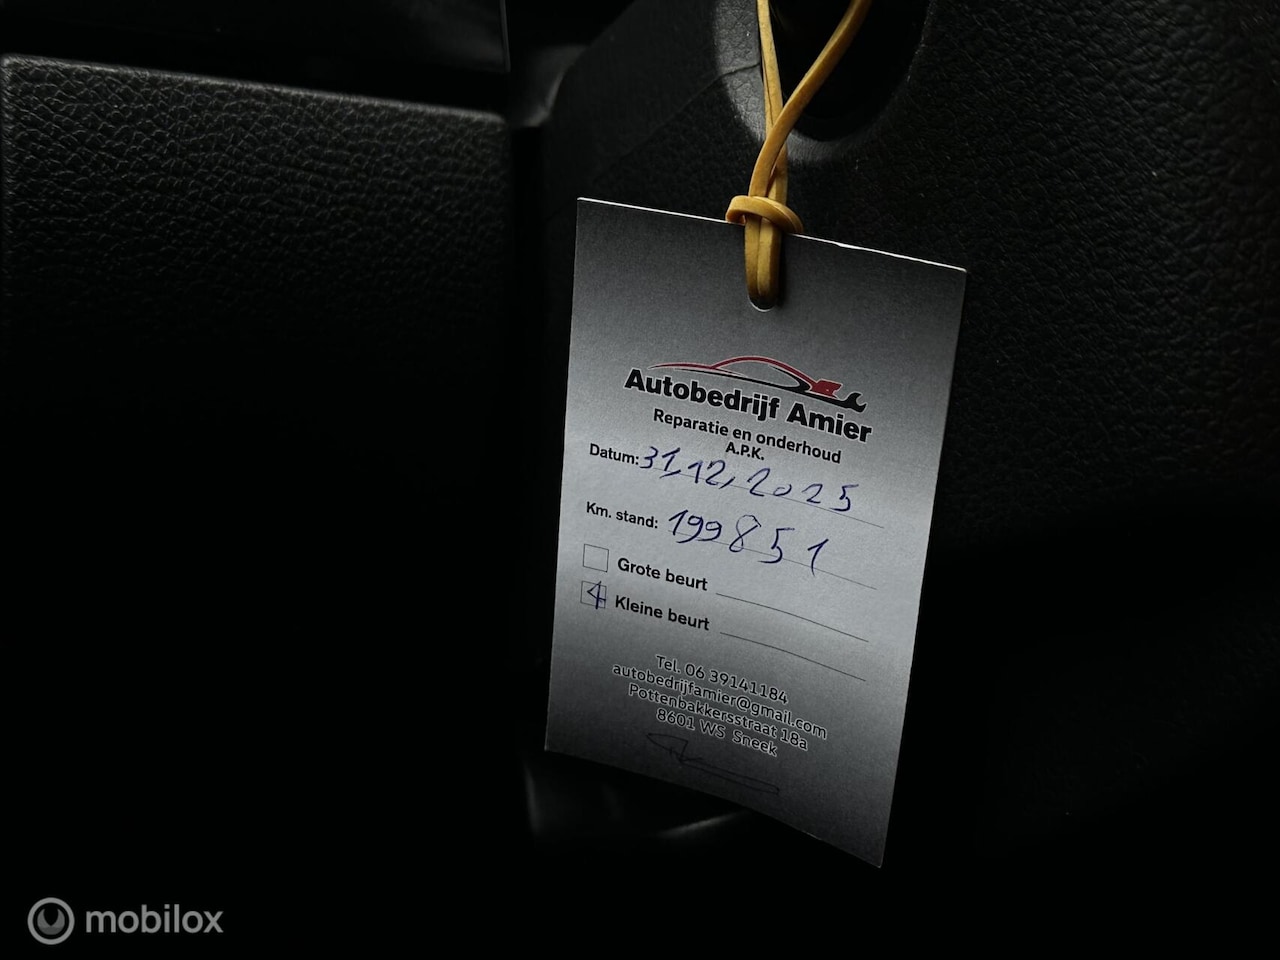 Autobedrijf Amier
Reparatie en onderhoud
A.P.K.
Datum: 31,12,2025
Km. stand: 199851
Grote beurt
Kleine beurt
Tel. 06 39141184
autobedrijfamier@gmail.com
Pottenbakkersstraat 18a
8601 WS Sneek
mobilox